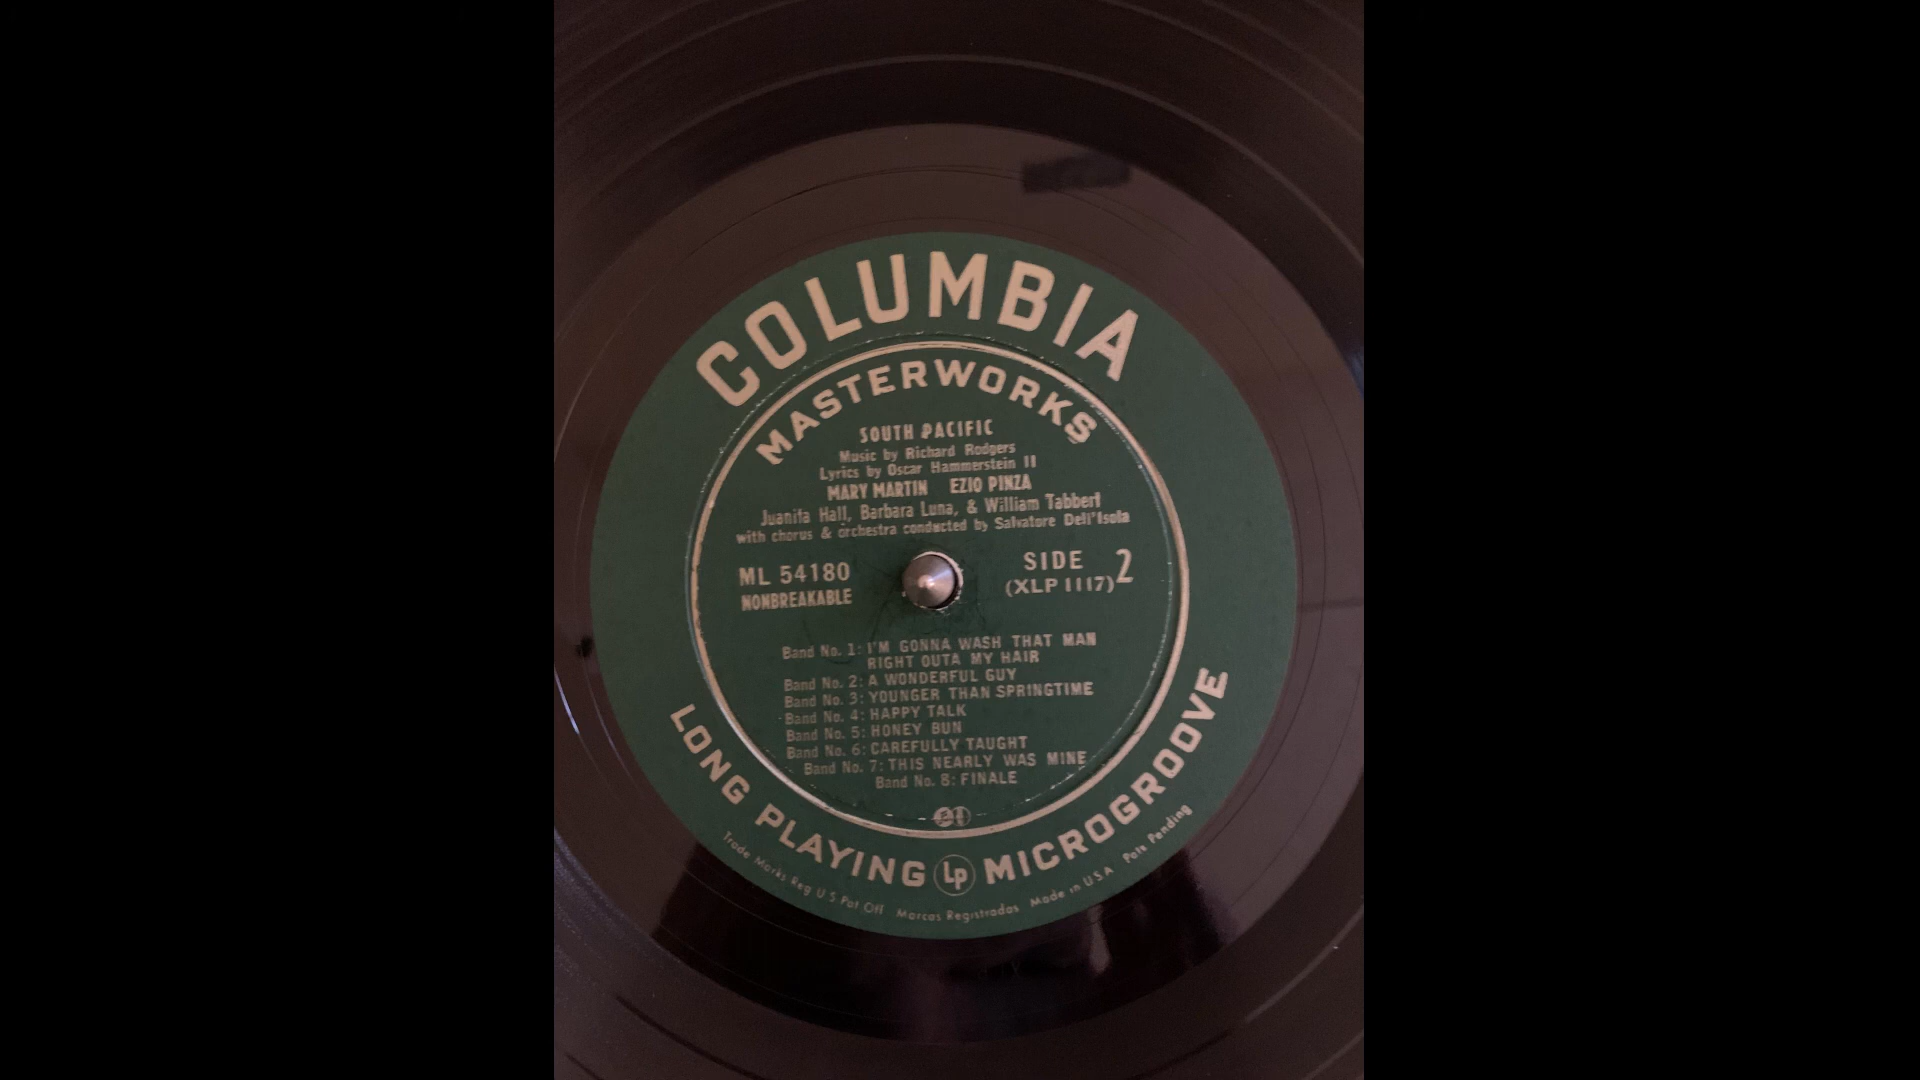 COLUMBIA
MASTERWORKS
SOUTH PACIFIC
Music by Richard Rodgers
Lyrics by Oscar Hammerstein II
MARY MARTIN EZIO PINZA
Juanita Hall, Barbara Luna, & William Tabbert
with chorus & orchestra conducted by Salvatore Dell'Isola
ML 54180
NONBREAKABLE
SIDE 2
(XLP 1117)
Band No. 1: I'M GONNA WASH THAT MAN
RIGHT OUTA MY HAIR
Band No. 2: A WONDERFUL GUY
Band No. 3: YOUNGER THAN SPRINGTIME
Band No. 4: HAPPY TALK
Band No. 5: HONEY BUN
Band No. 6: CAREFULLY TAUGHT
Band No. 7: THIS NEARLY WAS MINE
Band No. 8: FINALE
LONG PLAYING LP MICROGROOVE
Trade Marks Reg U S Pat Off Marcas Registradas Made in U S A Pats Pending